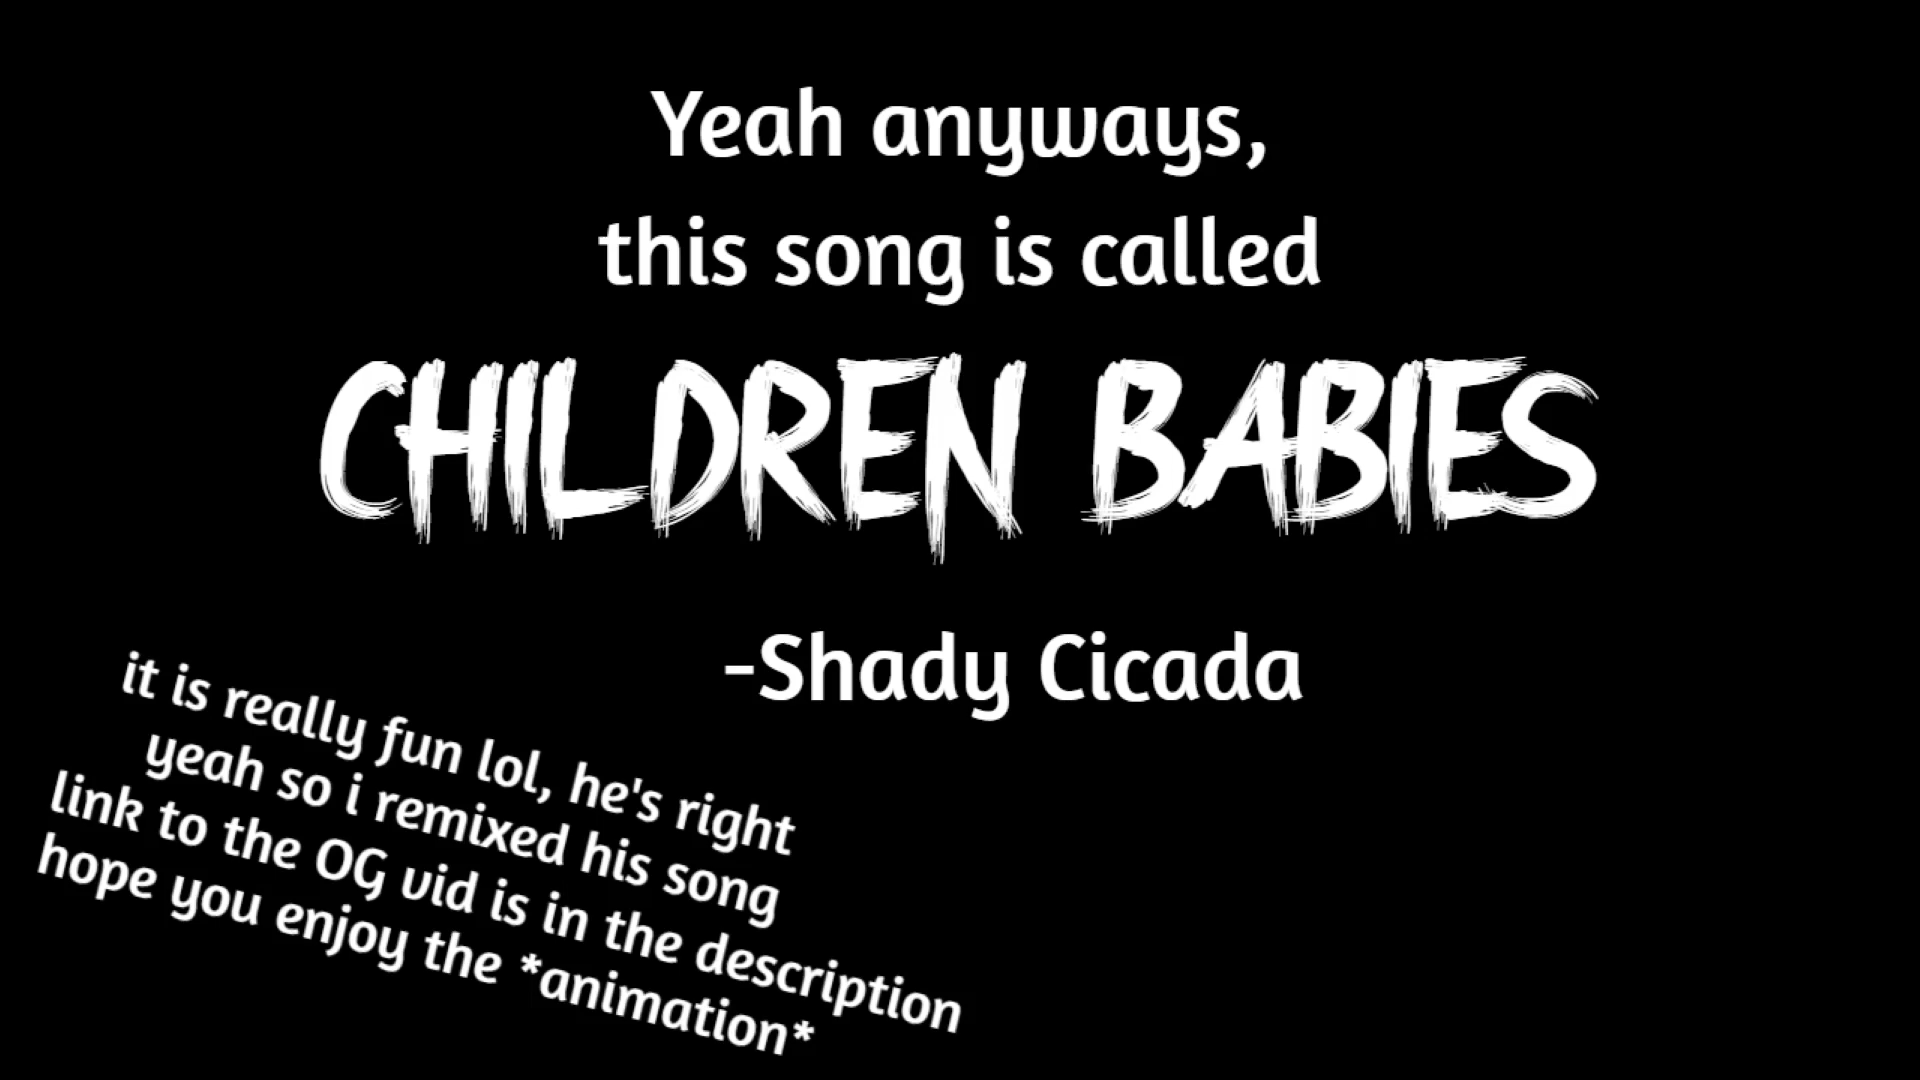 Yeah anyways,
this song is called
CHILDREN BABIES
-Shady Cicada
it is really fun lol, he's right
yeah so i remixed his song
link to the OG vid is in the description
hope you enjoy the *animation*